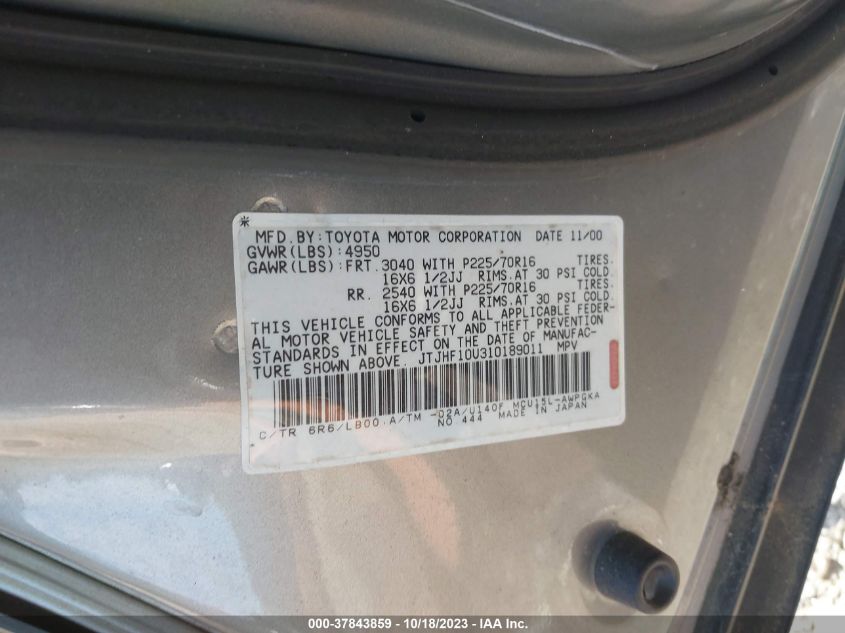 MFD. BY: TOYOTA MOTOR CORPORATION DATE 11/00
GVWR(LBS):4950
GAWR(LBS):FRT. 3040 WITH P225/70R16 TIRES.
16X6 1/2JJ RIMS.AT 30 PSI COLD.
RR. 2540 WITH P225/70R16 TIRES.
16X6 1/2JJ RIMS.AT 30 PSI COLD.
THIS VEHICLE CONFORMS TO ALL APPLICABLE FEDER-
AL MOTOR VEHICLE SAFETY AND THEFT PREVENTION
STANDARDS IN EFFECT ON THE DATE OF MANUFAC-
TURE SHOWN ABOVE. JTJHF10U310189011 MPV
C/TR 6R6/LB00 A/TM -02A/U140F MCU15L-AWPGKA
NO 444 MADE IN JAPAN
000-37843859 - 10/18/2023 - IAA Inc.